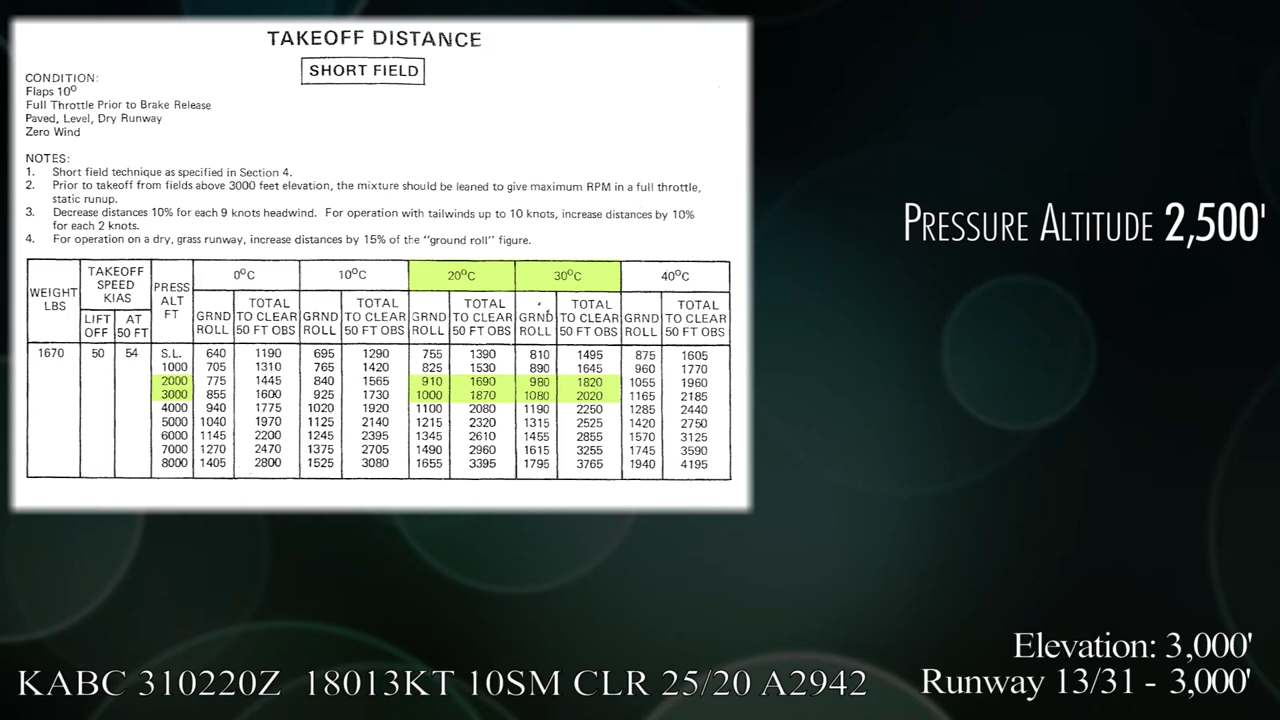 TAKEOFF DISTANCE
SHORT FIELD
CONDITION:
Flaps 10°
Full Throttle Prior to Brake Release
Paved, Level, Dry Runway
Zero Wind
NOTES:
1. Short field technique as specified in Section 4.
2. Prior to takeoff from fields above 3000 feet elevation, the mixture should be leaned to give maximum RPM in a full throttle,
static runup.
3. Decrease distances 10% for each 9 knots headwind. For operation with tailwinds up to 10 knots, increase distances by 10%
for each 2 knots.
4. For operation on a dry, grass runway, increase distances by 15% of the "ground roll" figure.
WEIGHT LBS TAKEOFF SPEED KIAS PRESS ALT FT 0°C 10°C 20°C 30°C 40°C
LIFT OFF AT 50 FT GRND ROLL TOTAL TO CLEAR 50 FT OBS GRND ROLL TOTAL TO CLEAR 50 FT OBS GRND ROLL TOTAL TO CLEAR 50 FT OBS GRND ROLL TOTAL TO CLEAR 50 FT OBS GRND ROLL TOTAL TO CLEAR 50 FT OBS
1670 50 54 S.L. 640 1190 695 1290 755 1390 810 1495 875 1605
1000 705 1310 765 1420 825 1530 890 1645 960 1770
2000 775 1445 840 1565 910 1690 980 1820 1055 1960
3000 855 1600 925 1730 1000 1870 1080 2020 1165 2185
4000 940 1775 1020 1920 1100 2080 1190 2250 1285 2440
5000 1040 1970 1125 2140 1215 2320 1315 2525 1420 2750
6000 1145 2200 1245 2395 1345 2610 1455 2855 1570 3125
7000 1270 2470 1375 2705 1490 2960 1615 3255 1745 3590
8000 1405 2800 1525 3080 1655 3395 1795 3765 1940 4195
PRESSURE ALTITUDE 2,500'
Elevation: 3,000'
Runway 13/31 - 3,000'
KABC 310220Z 18013KT 10SM CLR 25/20 A2942